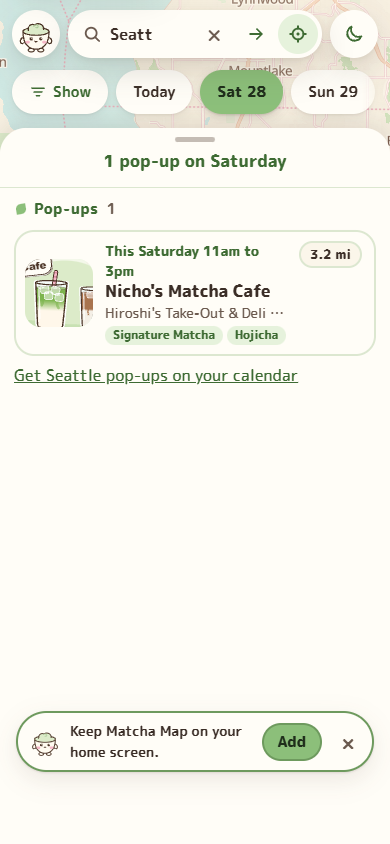 Lynnwood
Seatt
Mountlake
Show
Today
Sat 28
Sun 29
1 pop-up on Saturday
Pop-ups 1
This Saturday 11am to
3pm
3.2 mi
Nicho's Matcha Cafe
Hiroshi's Take-Out & Deli ···
Signature Matcha
Hojicha
Get Seattle pop-ups on your calendar
Keep Matcha Map on your
home screen.
Add